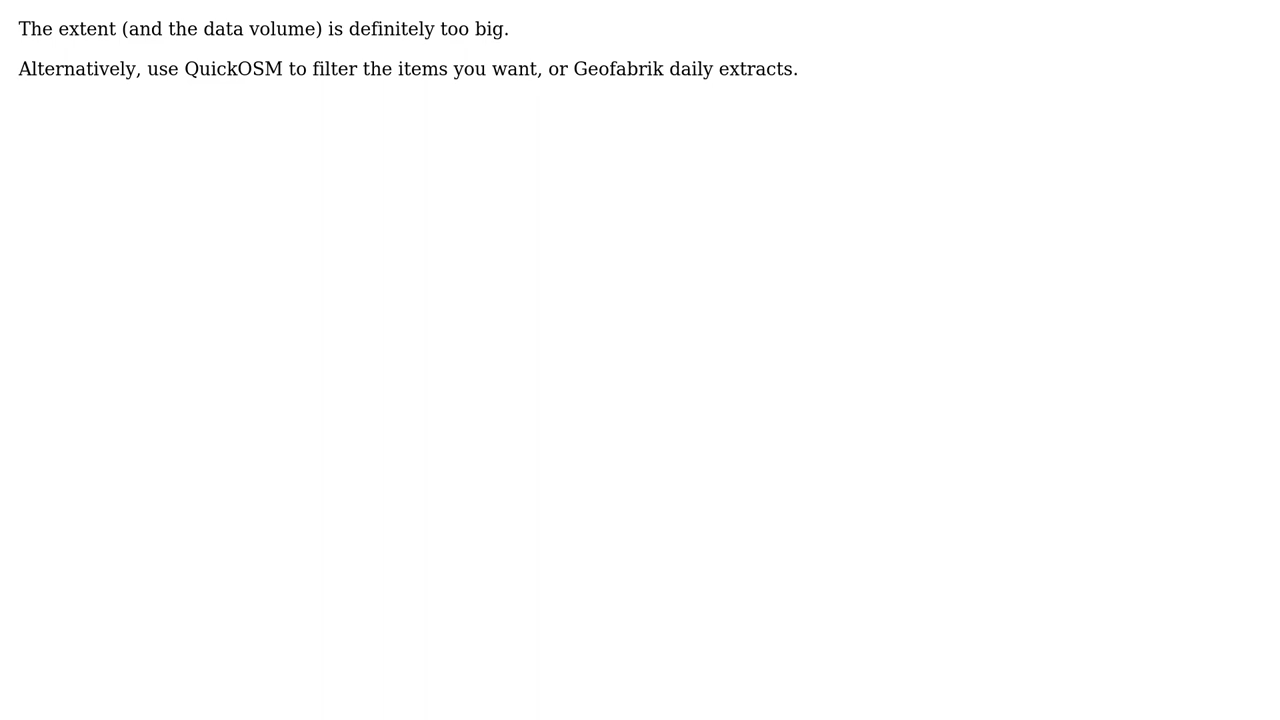 The extent (and the data volume) is definitely too big.
Alternatively, use QuickOSM to filter the items you want, or Geofabrik daily extracts.